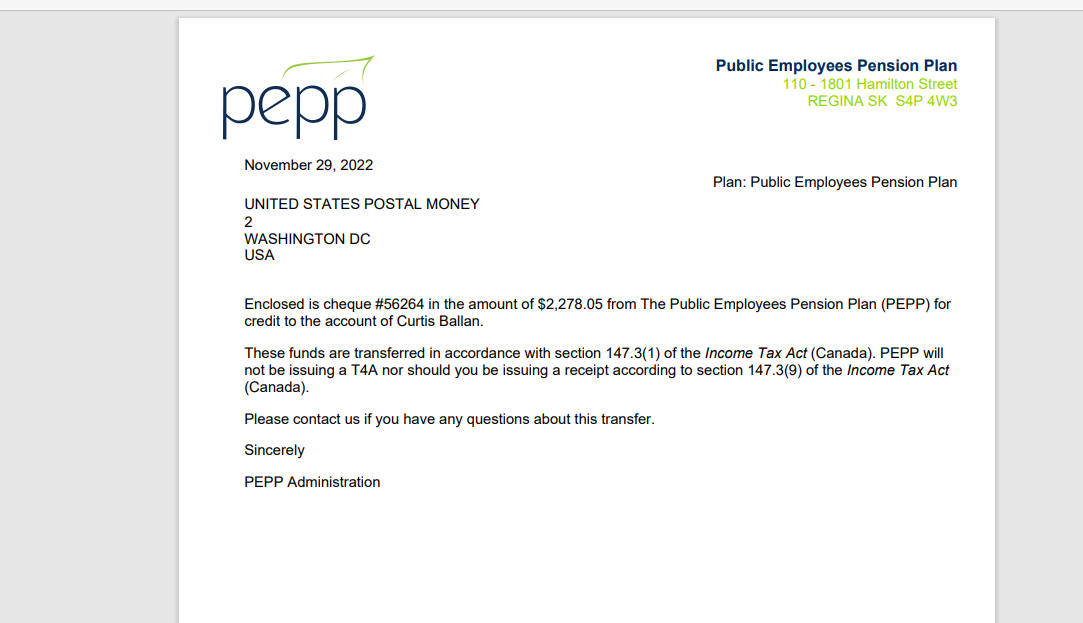 pepp
Public Employees Pension Plan
110 - 1801 Hamilton Street
REGINA SK  S4P 4W3
November 29, 2022
Plan: Public Employees Pension Plan
UNITED STATES POSTAL MONEY
2
WASHINGTON DC
USA
Enclosed is cheque #56264 in the amount of $2,278.05 from The Public Employees Pension Plan (PEPP) for
credit to the account of Curtis Ballan.
These funds are transferred in accordance with section 147.3(1) of the Income Tax Act (Canada). PEPP will
not be issuing a T4A nor should you be issuing a receipt according to section 147.3(9) of the Income Tax Act
(Canada).
Please contact us if you have any questions about this transfer.
Sincerely
PEPP Administration